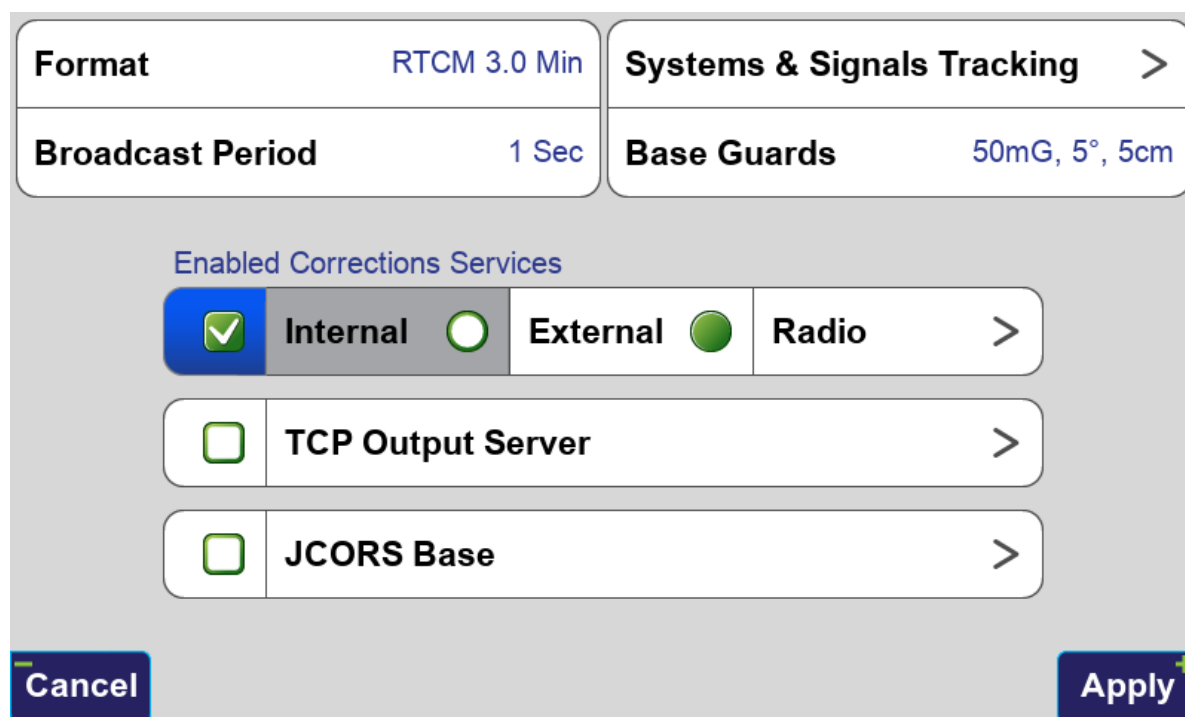 Format RTCM 3.0 Min
Systems & Signals Tracking >
Broadcast Period 1 Sec
Base Guards 50mG, 5°, 5cm
Enabled Corrections Services
Internal External Radio >
TCP Output Server >
JCORS Base >
Cancel Apply